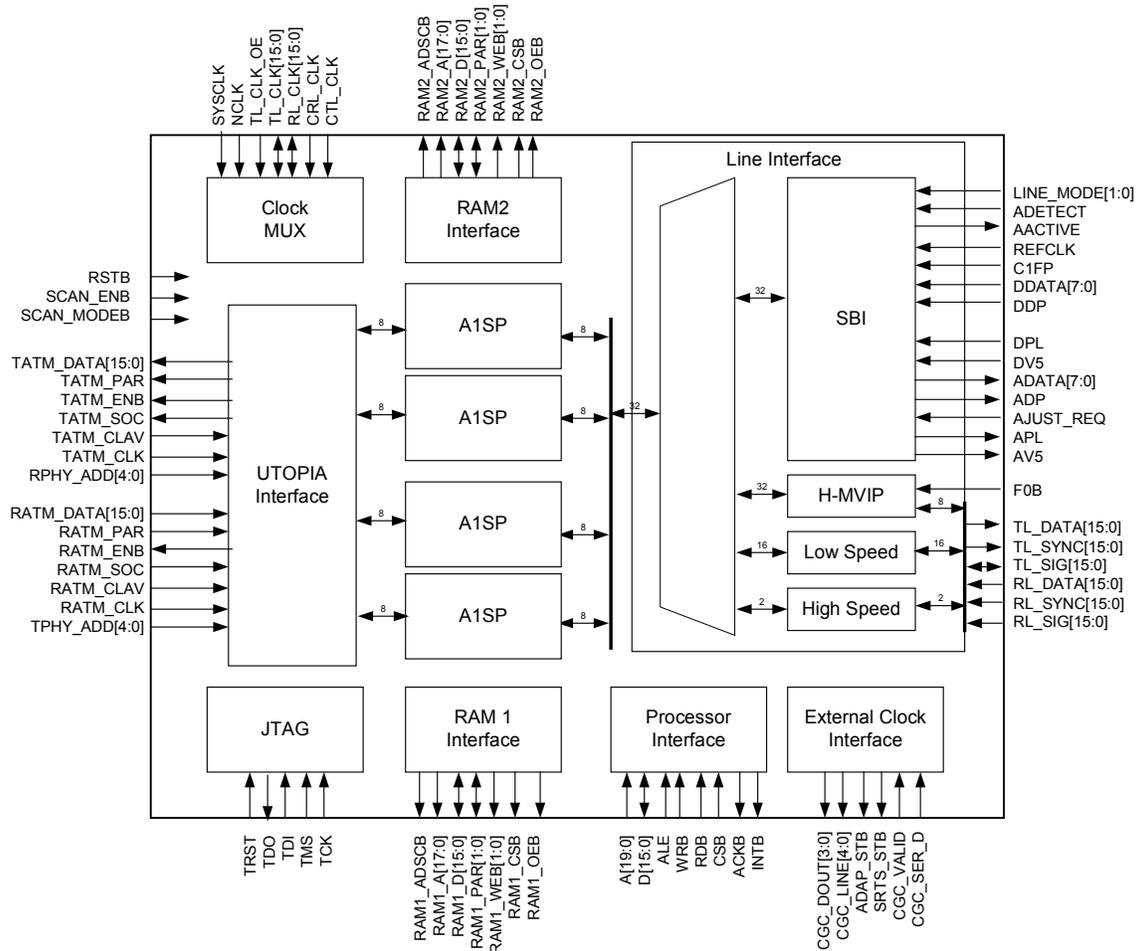 SYSCLK
NCLK
TL_CLK_OE
TL_CLK[15:0]
RL_CLK[15:0]
CRL_CLK
CTL_CLK
RAM2_ADSCB
RAM2_A[17:0]
RAM2_D[15:0]
RAM2_PAR[1:0]
RAM2_WEB[1:0]
RAM2_CSB
RAM2_OEB
Clock
MUX
RAM2
Interface
Line Interface
RSTB
SCAN_ENB
SCAN_MODEB
TATM_DATA[15:0]
TATM_PAR
TATM_ENB
TATM_SOC
TATM_CLAV
TATM_CLK
RPHY_ADD[4:0]
RATM_DATA[15:0]
RATM_PAR
RATM_ENB
RATM_SOC
RATM_CLAV
RATM_CLK
TPHY_ADD[4:0]
UTOPIA
Interface
8
A1SP
8
8
A1SP
8
8
A1SP
8
8
A1SP
8
32
32
SBI
32
H-MVIP
8
16
Low Speed
16
2
High Speed
2
LINE_MODE[1:0]
ADETECT
AACTIVE
REFCLK
C1FP
DDATA[7:0]
DDP
DPL
DV5
ADATA[7:0]
ADP
AJUST_REQ
APL
AV5
F0B
TL_DATA[15:0]
TL_SYNC[15:0]
TL_SIG[15:0]
RL_DATA[15:0]
RL_SYNC[15:0]
RL_SIG[15:0]
JTAG
RAM 1
Interface
Processor
Interface
External Clock
Interface
TRST
TDO
TDI
TMS
TCK
RAM1_ADSCB
RAM1_A[17:0]
RAM1_D[15:0]
RAM1_PAR[1:0]
RAM1_WEB[1:0]
RAM1_CSB
RAM1_OEB
A[19:0]
D[15:0]
ALE
WRB
RDB
CSB
ACKB
INTB
CGC_DOUT[3:0]
CGC_LINE[4:0]
ADAP_STB
SRTS_STB
CGC_VALID
CGC_SER_D